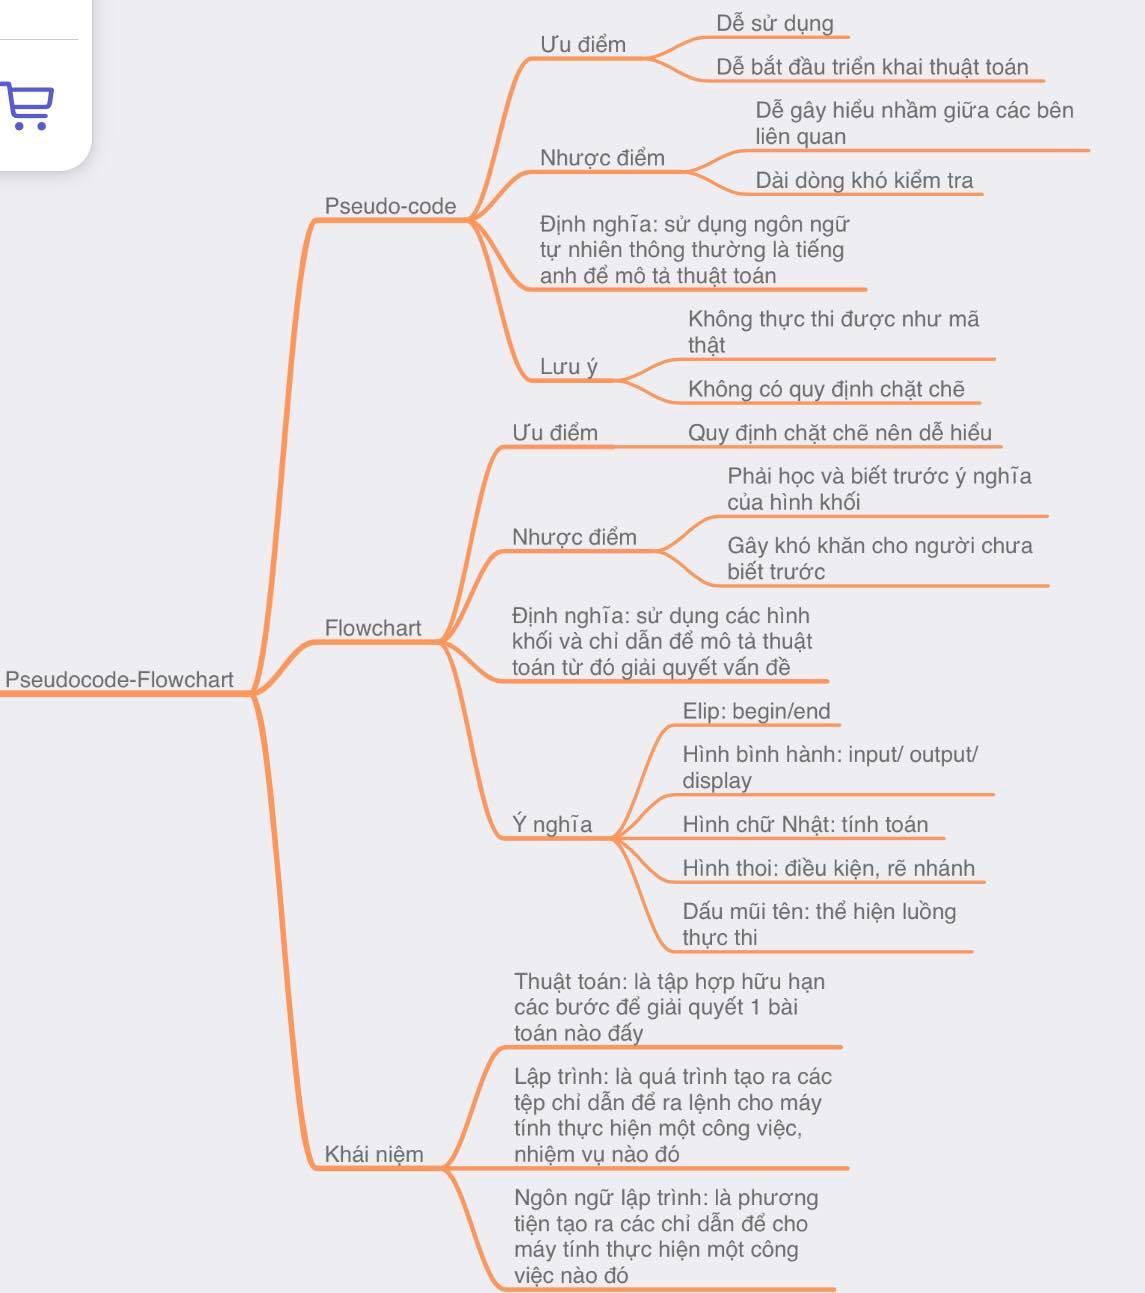 Dễ sử dụng
Ưu điểm
Dễ bắt đầu triển khai thuật toán
Dễ gây hiểu nhầm giữa các bên
liên quan
Nhược điểm
Dài dòng khó kiểm tra
Pseudo-code
Định nghĩa: sử dụng ngôn ngữ
tự nhiên thông thường là tiếng
anh để mô tả thuật toán
Không thực thi được như mã
thật
Lưu ý
Không có quy định chặt chẽ
Ưu điểm
Quy định chặt chẽ nên dễ hiểu
Phải học và biết trước ý nghĩa
của hình khối
Nhược điểm
Gây khó khăn cho người chưa
biết trước
Flowchart
Định nghĩa: sử dụng các hình
khối và chỉ dẫn để mô tả thuật
toán từ đó giải quyết vấn đề
Pseudocode-Flowchart
Elip: begin/end
Hình bình hành: input/ output/
display
Ý nghĩa
Hình chữ Nhật: tính toán
Hình thoi: điều kiện, rẽ nhánh
Dấu mũi tên: thể hiện luồng
thực thi
Thuật toán: là tập hợp hữu hạn
các bước để giải quyết 1 bài
toán nào đấy
Lập trình: là quá trình tạo ra các
tệp chỉ dẫn để ra lệnh cho máy
tính thực hiện một công việc,
nhiệm vụ nào đó
Khái niệm
Ngôn ngữ lập trình: là phương
tiện tạo ra các chỉ dẫn để cho
máy tính thực hiện một công
việc nào đó